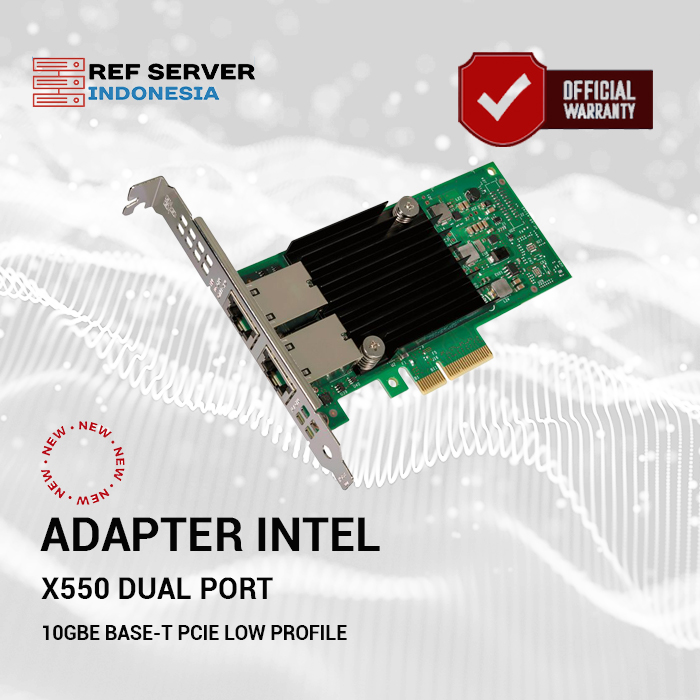 REF SERVER
INDONESIA
OFFICIAL
WARRANTY
NEW • NEW • NEW • NEW • NEW •
ADAPTER INTEL
X550 DUAL PORT
10GBE BASE-T PCIE LOW PROFILE